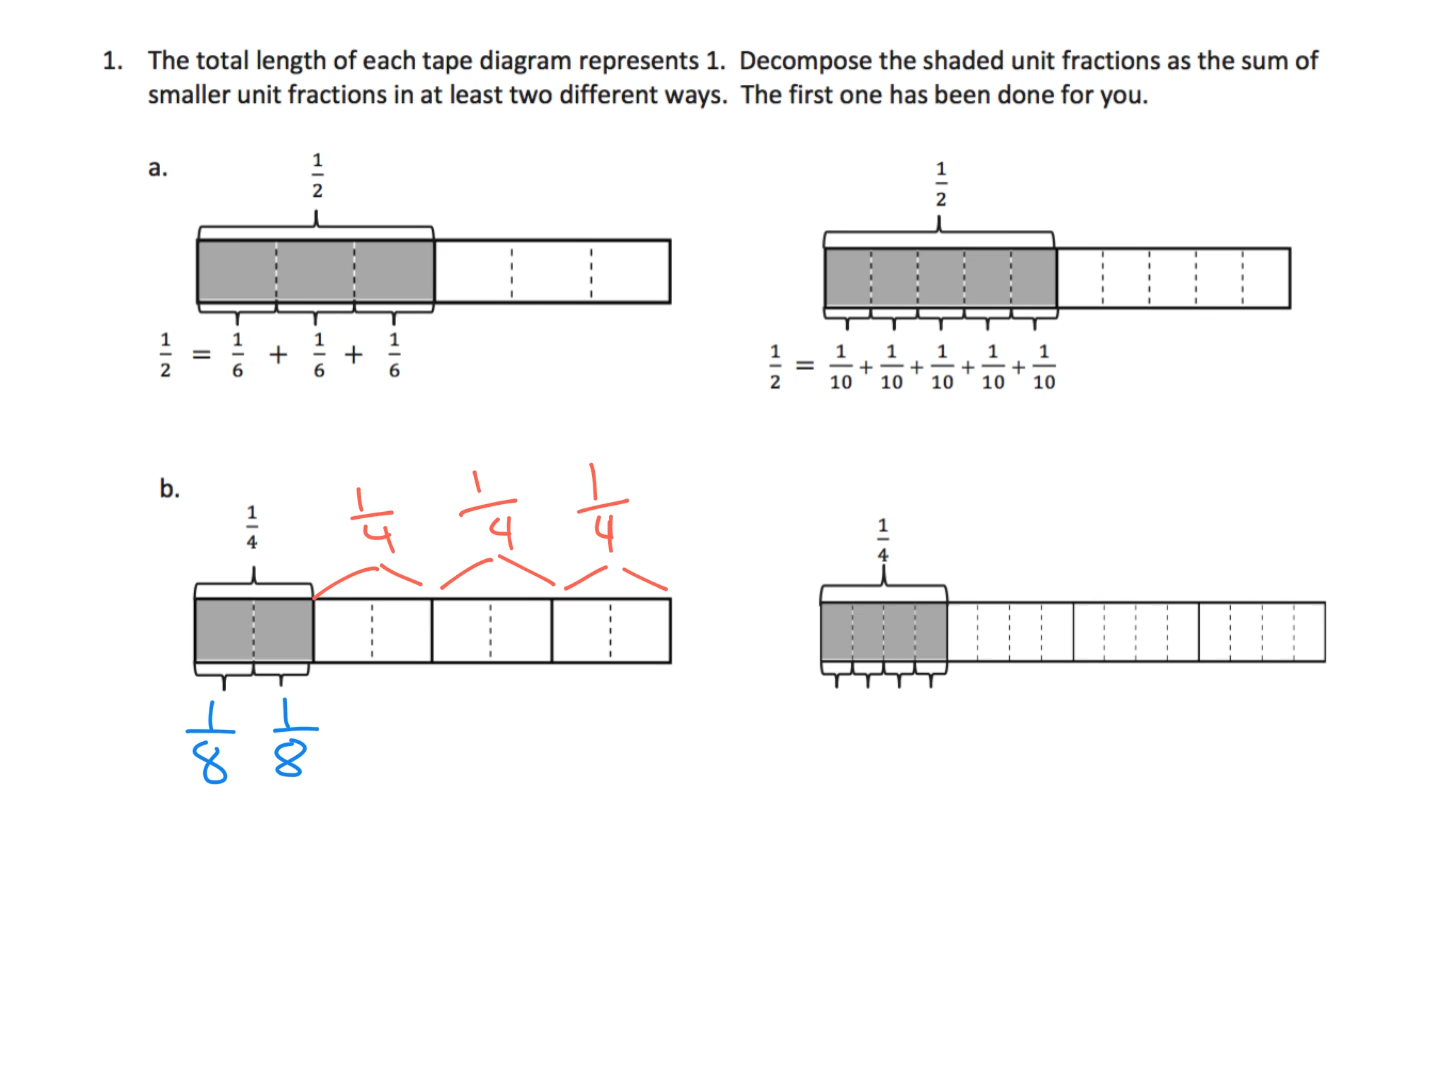 1. The total length of each tape diagram represents 1. Decompose the shaded unit fractions as the sum of
smaller unit fractions in at least two different ways. The first one has been done for you.
a.
1/2
1/2 = 1/6 + 1/6 + 1/6
1/2
1/2 = 1/10 + 1/10 + 1/10 + 1/10 + 1/10
b.
1/4 1/4 1/4 1/4
1/8 1/8
1/4